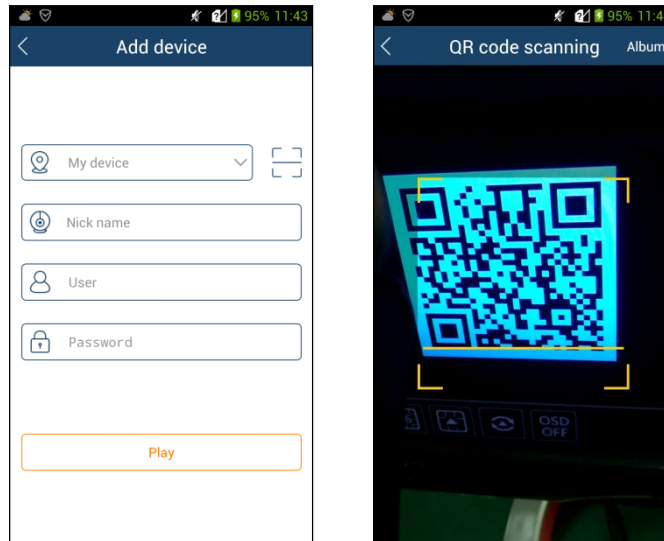 95% 11:43
Add device
My device
Nick name
User
Password
Play
95% 11:4
QR code scanning
Album
OSD
OFF